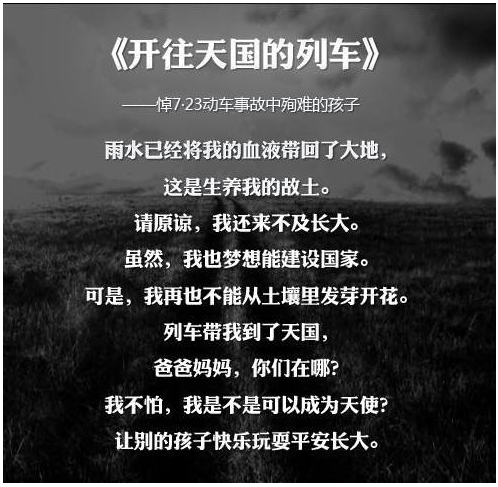 《开往天国的列车》
——悼7·23动车事故中殉难的孩子
雨水已经将我的血液带回了大地，
这是生养我的故土。
请原谅，我还来不及长大。
虽然，我也梦想能建设国家。
可是，我再也不能从土壤里发芽开花。
列车带我到了天国，
爸爸妈妈，你们在哪?
我不怕，我是不是可以成为天使?
让别的孩子快乐玩耍平安长大。